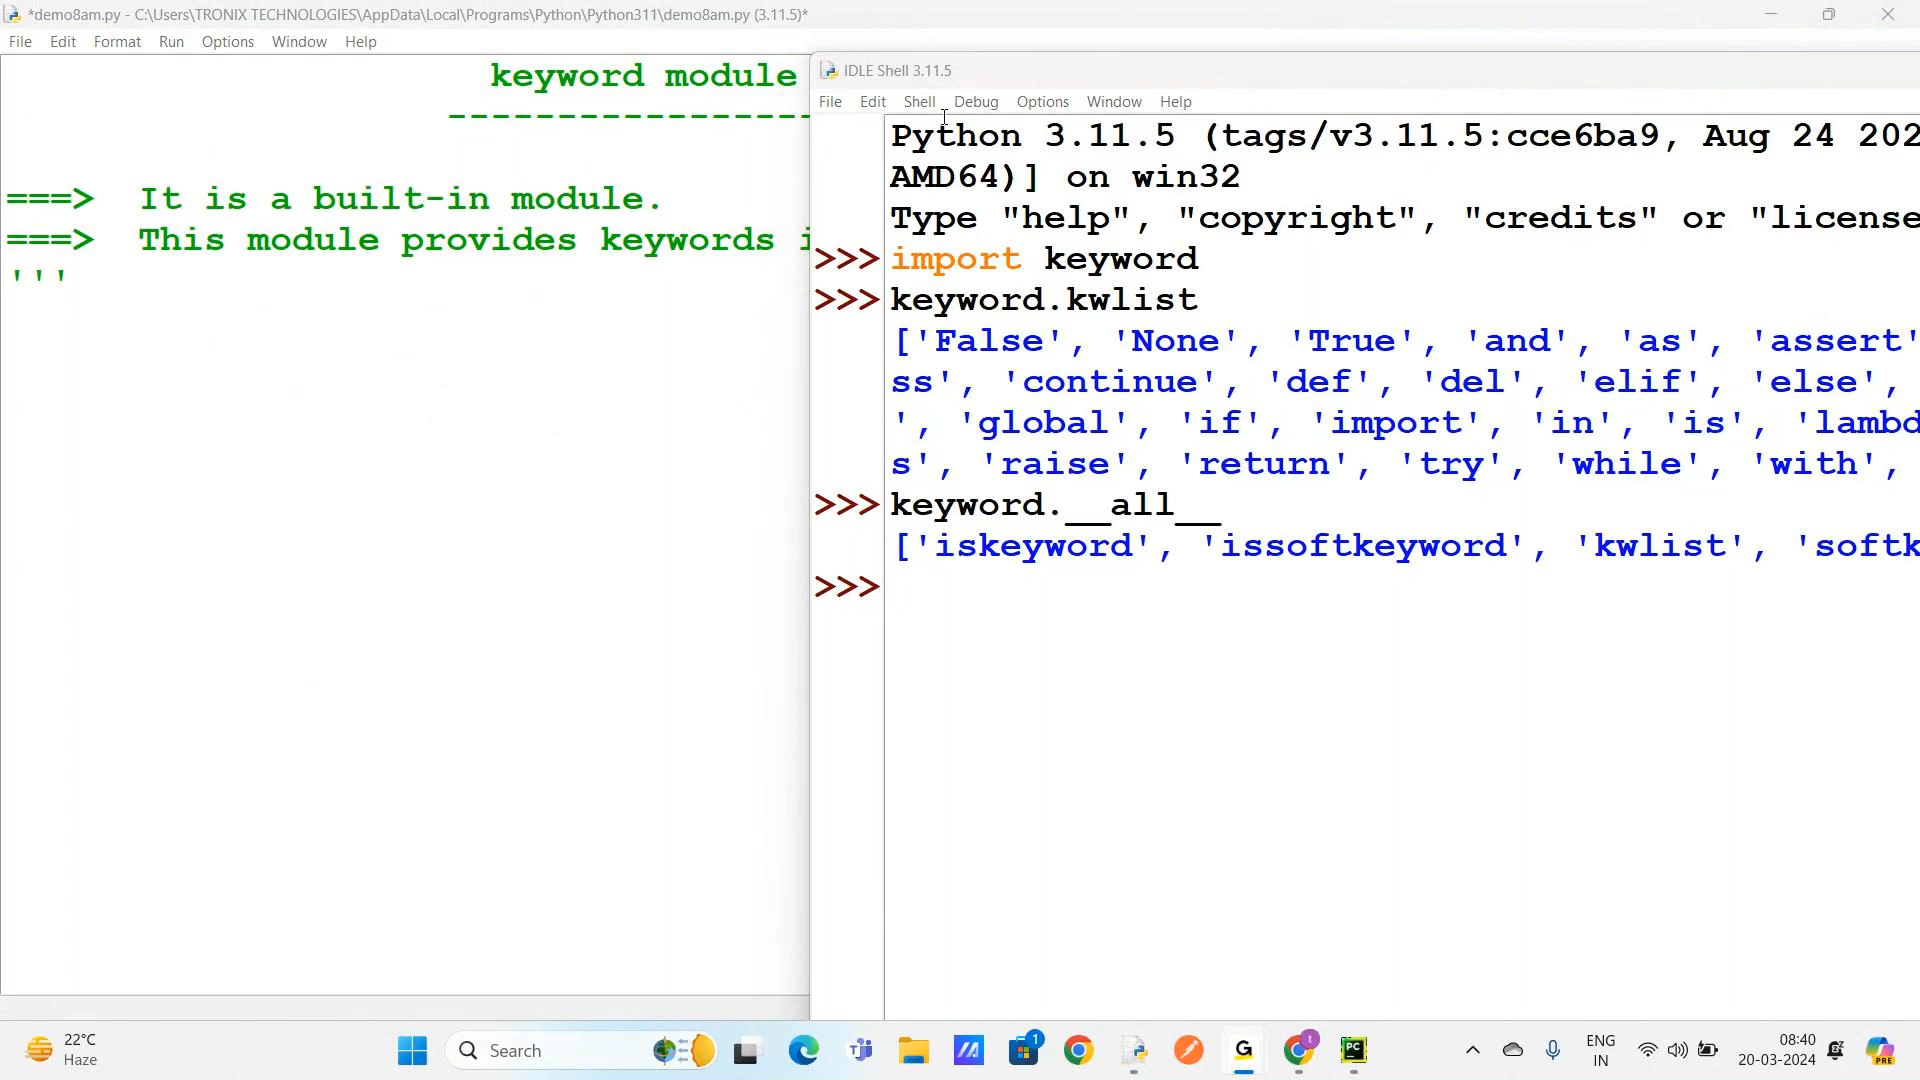 *demo8am.py - C:\Users\TRONIX TECHNOLOGIES\AppData\Local\Programs\Python\Python311\demo8am.py (3.11.5)*
File Edit Format Run Options Window Help
keyword module
------------------
===> It is a built-in module.
===> This module provides keywords
'''
IDLE Shell 3.11.5
File Edit Shell Debug Options Window Help
Python 3.11.5 (tags/v3.11.5:cce6ba9, Aug 24 202
AMD64)] on win32
Type "help", "copyright", "credits" or "license
>>> import keyword
>>> keyword.kwlist
['False', 'None', 'True', 'and', 'as', 'assert'
ss', 'continue', 'def', 'del', 'elif', 'else',
', 'global', 'if', 'import', 'in', 'is', 'lambd
s', 'raise', 'return', 'try', 'while', 'with',
>>> keyword.__all__
['iskeyword', 'issoftkeyword', 'kwlist', 'softk
>>>
22°C
Haze
Search
1
t
PC
ENG
IN
08:40
20-03-2024
PRE